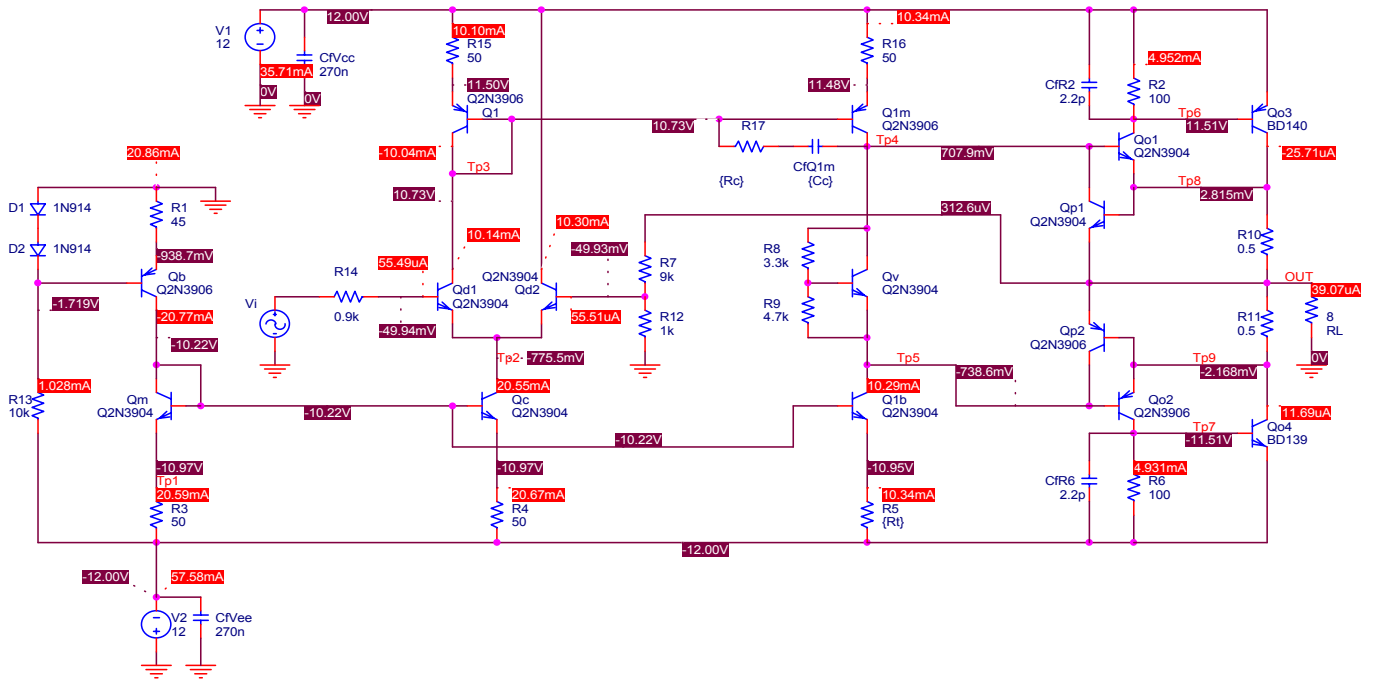 12.00V
10.34mA
V1
12
CfVcc
270n
35.71mA
0V
0V
10.10mA
R15
50
11.50V
Q2N3906
Q1
R16
50
11.48V
Q1m
Q2N3906
Tp4
CfR2
2.2p
4.952mA
R2
100
Tp6
11.51V
Qo3
BD140
-25.71uA
Qo1
Q2N3904
10.73V
R17
{Rc}
CfQ1m
{Cc}
707.9mV
Tp8
2.815mV
-10.04mA
Tp3
10.73V
20.86mA
D1
1N914
R1
45
D2
1N914
-938.7mV
Qb
Q2N3906
-1.719V
-20.77mA
-10.22V
10.14mA
10.30mA
-49.93mV
312.6uV
Qp1
Q2N3904
R10
0.5
R14
0.9k
55.49uA
Vi
-49.94mV
Qd1
Q2N3904
Q2N3904
Qd2
55.51uA
R7
9k
R12
1k
R8
3.3k
R9
4.7k
Qv
Q2N3904
OUT
39.07uA
8
RL
0V
R11
0.5
Qp2
Q2N3906
Tp2
-775.5mV
Tp5
-738.6mV
Tp9
-2.168mV
1.028mA
R13
10k
Qm
Q2N3904
-10.22V
20.55mA
Qc
Q2N3904
-10.22V
10.29mA
Q1b
Q2N3904
Qo2
Q2N3906
11.69uA
Qo4
BD139
Tp7
-11.51V
-10.97V
Tp1
20.59mA
R3
50
-10.97V
20.67mA
R4
50
-10.95V
10.34mA
R5
{Rt}
CfR6
2.2p
4.931mA
R6
100
-12.00V
-12.00V
57.58mA
V2
12
CfVee
270n